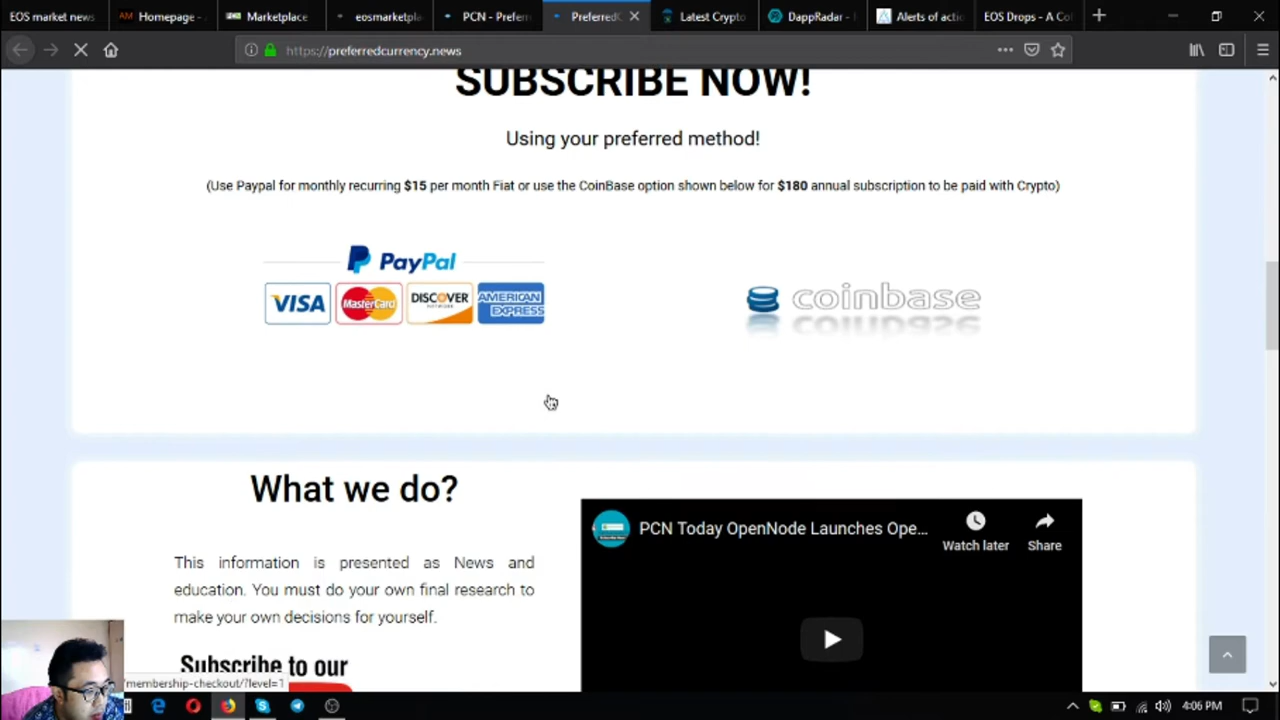 EOS market news
AM Homepage -
Marketplace
eosmarketpla
PCN - Preferr
Preferred
Latest Crypto
DappRadar -
Alerts of actio
EOS Drops - A Co
https://preferredcurrency.news
SUBSCRIBE NOW!
Using your preferred method!
(Use Paypal for monthly recurring $15 per month Fiat or use the CoinBase option shown below for $180 annual subscription to be paid with Crypto)
PayPal
VISA MasterCard DISCOVER NETWORK AMERICAN EXPRESS
coinbase
What we do?
This information is presented as News and
education. You must do your own final research to
make your own decisions for yourself.
Subscribe to our
PCN Today OpenNode Launches Ope...
Watch later
Share
/membership-checkout/?level=1
4:06 PM